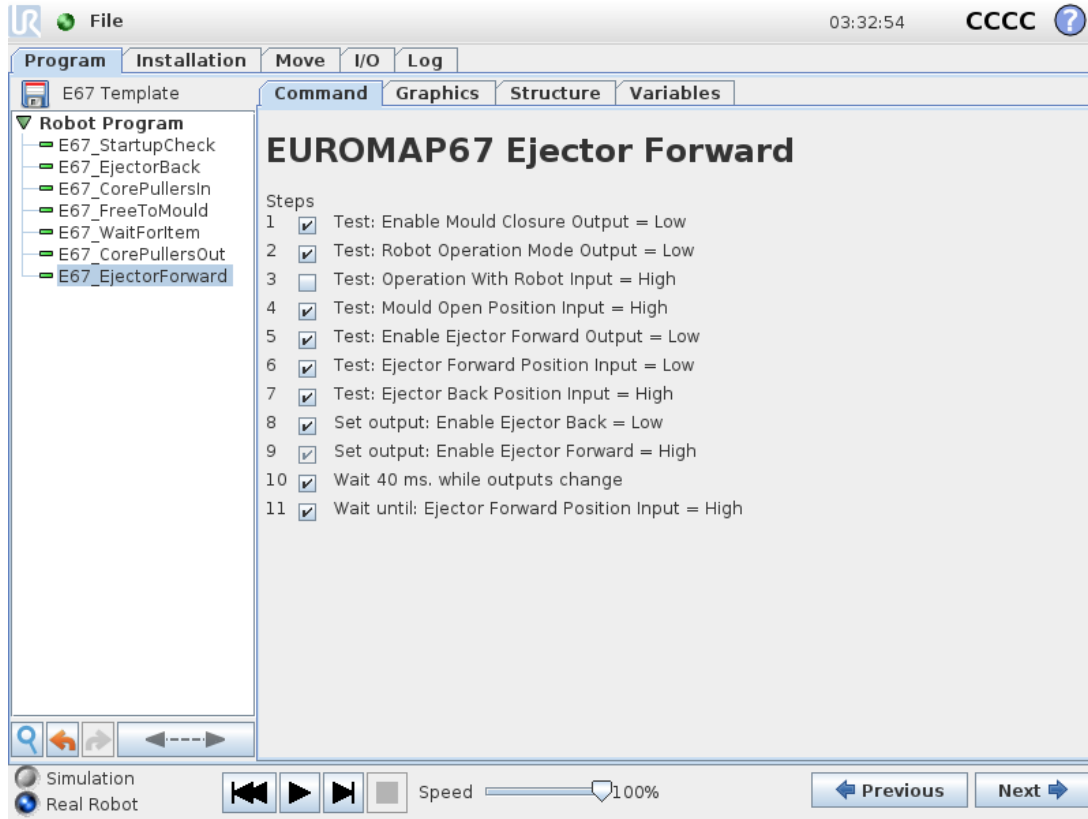 UR File 03:32:54 CCCC ?
Program Installation Move I/O Log
E67 Template Command Graphics Structure Variables
Robot Program
E67_StartupCheck
E67_EjectorBack
E67_CorePullersIn
E67_FreeToMould
E67_WaitForItem
E67_CorePullersOut
E67_EjectorForward
EUROMAP67 Ejector Forward
Steps
1 Test: Enable Mould Closure Output = Low
2 Test: Robot Operation Mode Output = Low
3 Test: Operation With Robot Input = High
4 Test: Mould Open Position Input = High
5 Test: Enable Ejector Forward Output = Low
6 Test: Ejector Forward Position Input = Low
7 Test: Ejector Back Position Input = High
8 Set output: Enable Ejector Back = Low
9 Set output: Enable Ejector Forward = High
10 Wait 40 ms. while outputs change
11 Wait until: Ejector Forward Position Input = High
Simulation
Real Robot
Speed 100%
Previous Next